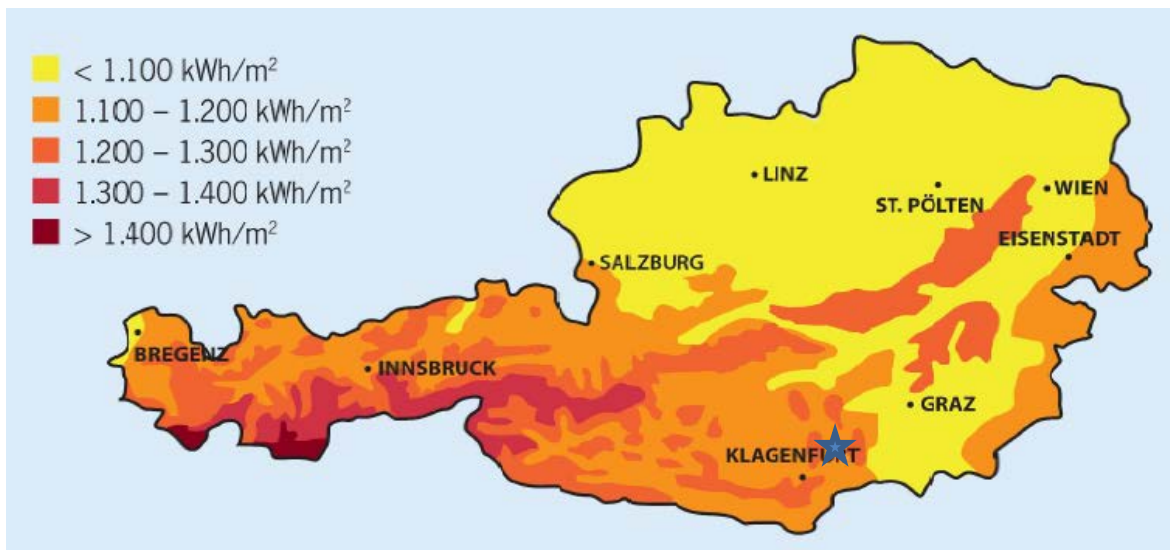 < 1.100 kWh/m²
1.100 – 1.200 kWh/m²
1.200 – 1.300 kWh/m²
1.300 – 1.400 kWh/m²
> 1.400 kWh/m²
LINZ
WIEN
ST. PÖLTEN
EISENSTADT
SALZBURG
BREGENZ
INNSBRUCK
GRAZ
KLAGENFURT